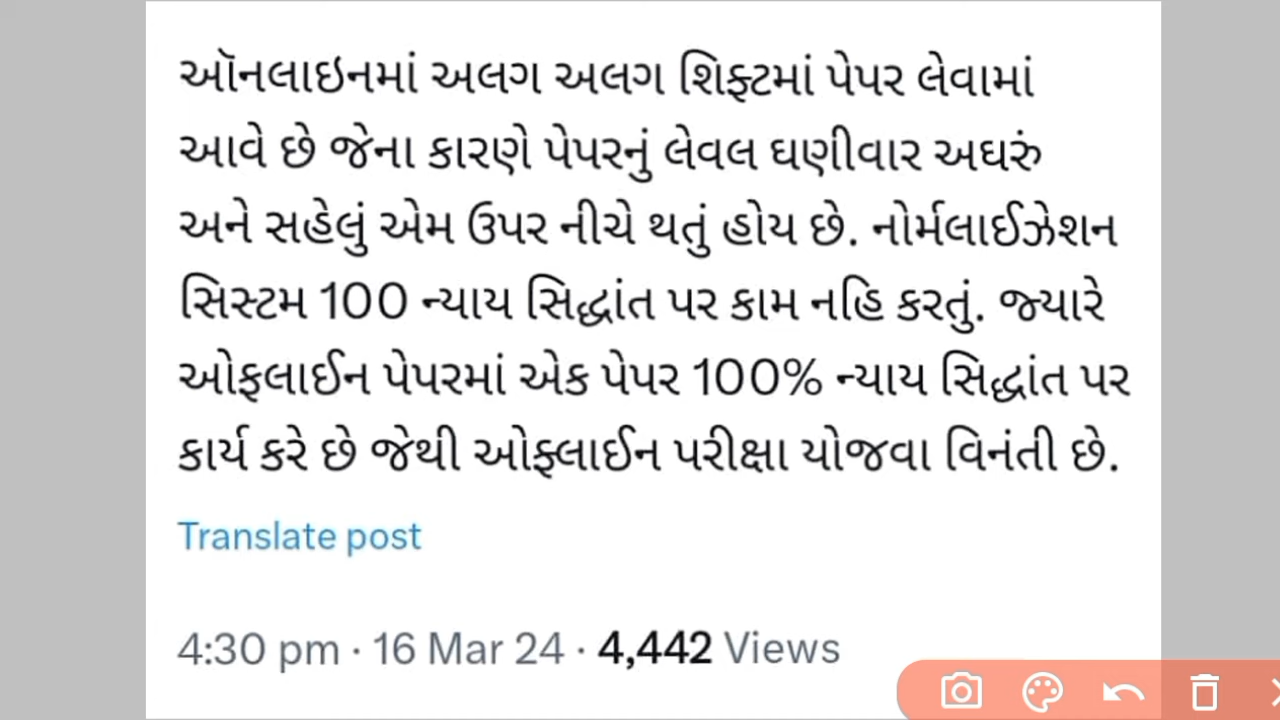 ઑનલાઇનમાં અલગ અલગ શિફ્ટમાં પેપર લેવામાં
આવે છે જેના કારણે પેપરનું લેવલ ઘણીવાર અઘરું
અને સહેલું એમ ઉપર નીચે થતું હોય છે. નોર્મલાઈઝેશન
સિસ્ટમ 100 ન્યાય સિદ્ધાંત પર કામ નહિ કરતું. જ્યારે
ઓફલાઈન પેપરમાં એક પેપર 100% ન્યાય સિદ્ધાંત પર
કાર્ય કરે છે જેથી ઓફ્લાઈન પરીક્ષા યોજવા વિનંતી છે.
Translate post
4:30 pm · 16 Mar 24 · 4,442 Views